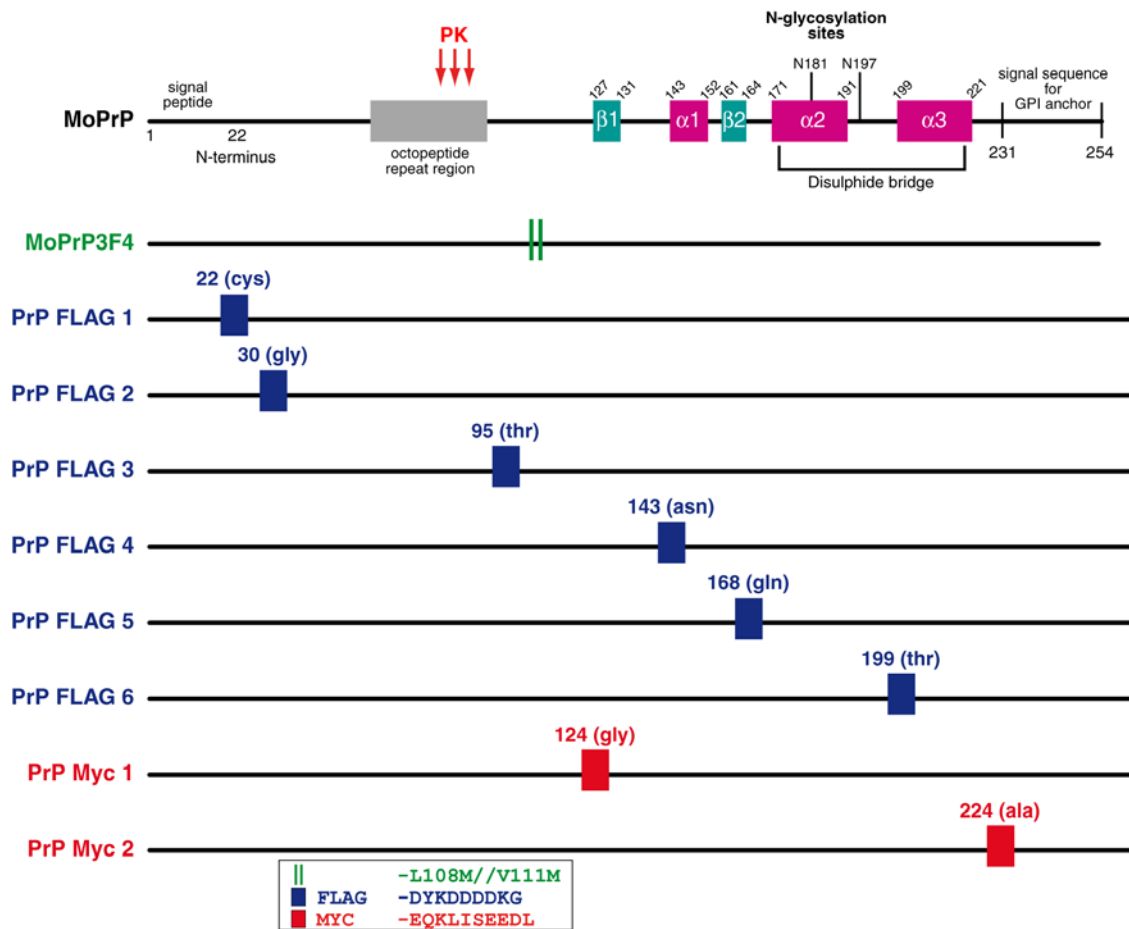 N-glycosylation
sites
PK
N181 N197
signal
peptide
127 131 143 152 161 164 171 191 199 221
signal sequence
for
GPI anchor
MoPrP
β1 α1 β2 α2 α3
1 22
N-terminus
octopeptide
repeat region
231 254
Disulphide bridge
MoPrP3F4
22 (cys)
PrP FLAG 1
30 (gly)
PrP FLAG 2
95 (thr)
PrP FLAG 3
143 (asn)
PrP FLAG 4
168 (gln)
PrP FLAG 5
199 (thr)
PrP FLAG 6
124 (gly)
PrP Myc 1
224 (ala)
PrP Myc 2
-L108M//V111M
FLAG -DYKDDDDKG
MYC -EQKLISEEDL